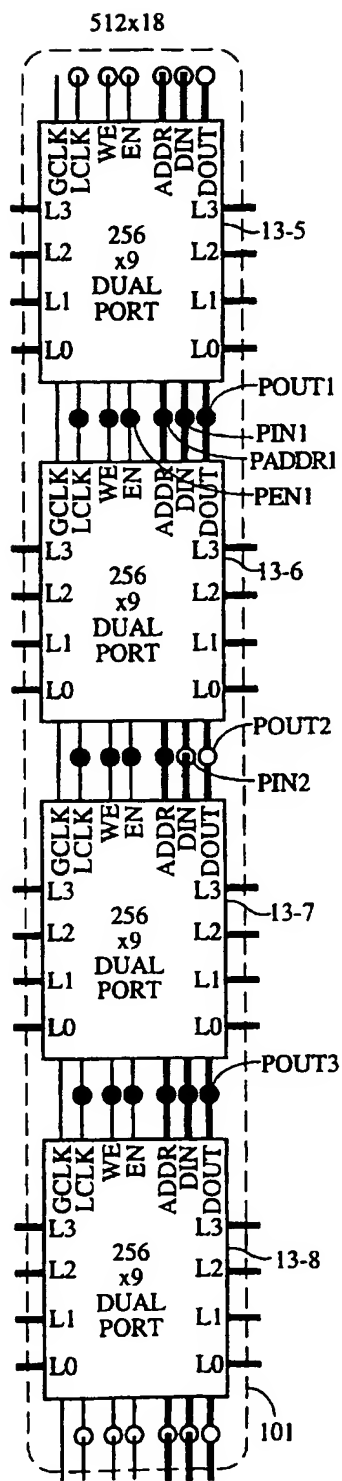 512x18
GCLK LCLK WE EN ADDR DIN DOUT
L3 L3
13-5
256
L2 x9 L2
DUAL
L1 PORT L1
L0 L0
POUT1
PIN1
PADDR1
PEN1
GCLK LCLK WE EN ADDR DIN DOUT
L3 L3
13-6
256
L2 x9 L2
DUAL
L1 PORT L1
L0 L0
POUT2
PIN2
GCLK LCLK WE EN ADDR DIN DOUT
L3 L3
13-7
256
L2 x9 L2
DUAL
L1 PORT L1
L0 L0
POUT3
GCLK LCLK WE EN ADDR DIN DOUT
L3 L3
256
13-8
L2 x9 L2
DUAL
L1 PORT L1
L0 L0
101